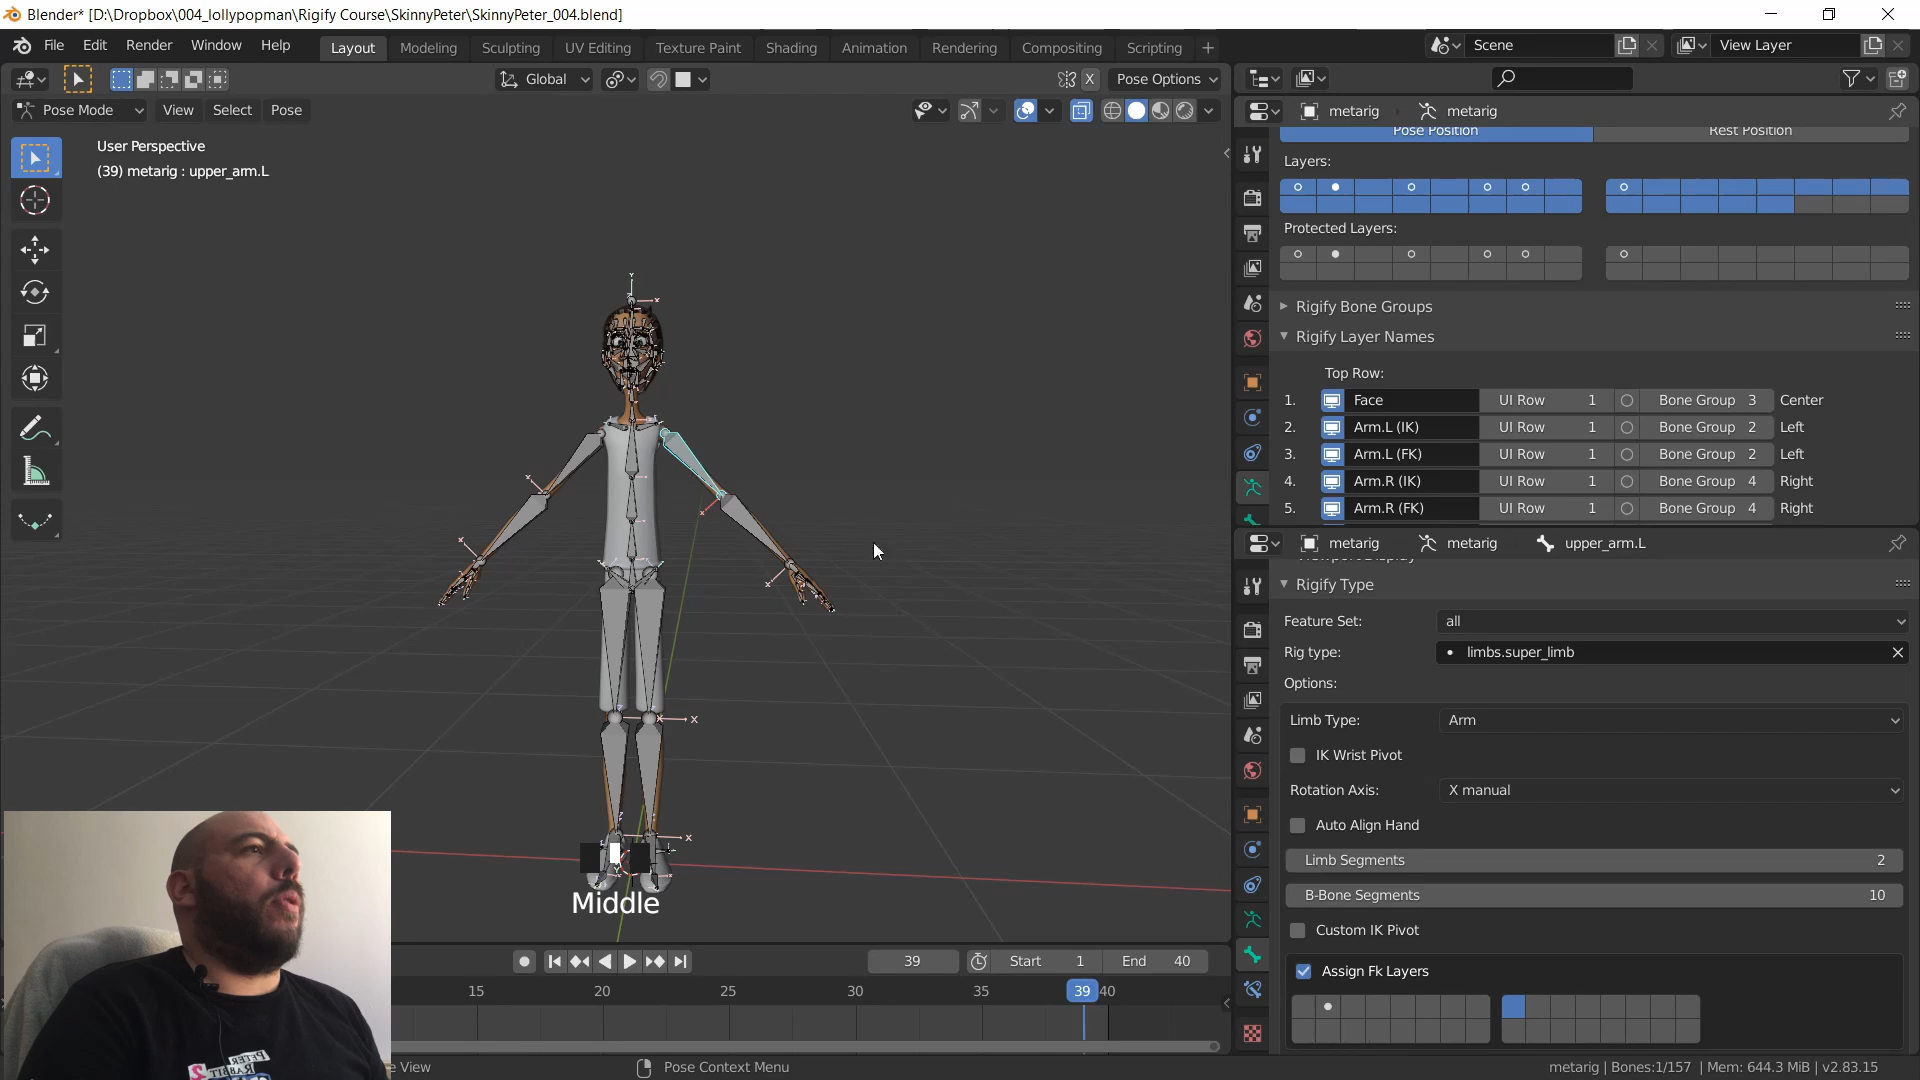 Blender* [D:\Dropbox\004_lollypopman\Rigify Course\SkinnyPeter\SkinnyPeter_004.blend]
File Edit Render Window Help Layout Modeling Sculpting UV Editing Texture Paint Shading Animation Rendering Compositing Scripting + Scene View Layer
Global X Pose Options
Pose Mode View Select Pose metarig metarig
User Perspective
(39) metarig : upper_arm.L
Pose Position Rest Position
Layers:
Protected Layers:
Rigify Bone Groups
Rigify Layer Names
Top Row:
1. Face UI Row 1 Bone Group 3 Center
2. Arm.L (IK) UI Row 1 Bone Group 2 Left
3. Arm.L (FK) UI Row 1 Bone Group 2 Left
4. Arm.R (IK) UI Row 1 Bone Group 4 Right
5. Arm.R (FK) UI Row 1 Bone Group 4 Right
metarig metarig upper_arm.L
Viewport Display
Rigify Type
Feature Set: all
Rig type: limbs.super_limb
Options:
Limb Type: Arm
IK Wrist Pivot
Rotation Axis: X manual
Auto Align Hand
Limb Segments 2
B-Bone Segments 10
Custom IK Pivot
Assign Fk Layers
Middle
39 Start 1 End 40
15 20 25 30 35 39 40
PETER
RABBIT
2
e View Pose Context Menu metarig | Bones:1/157 | Mem: 644.3 MiB | v2.83.15